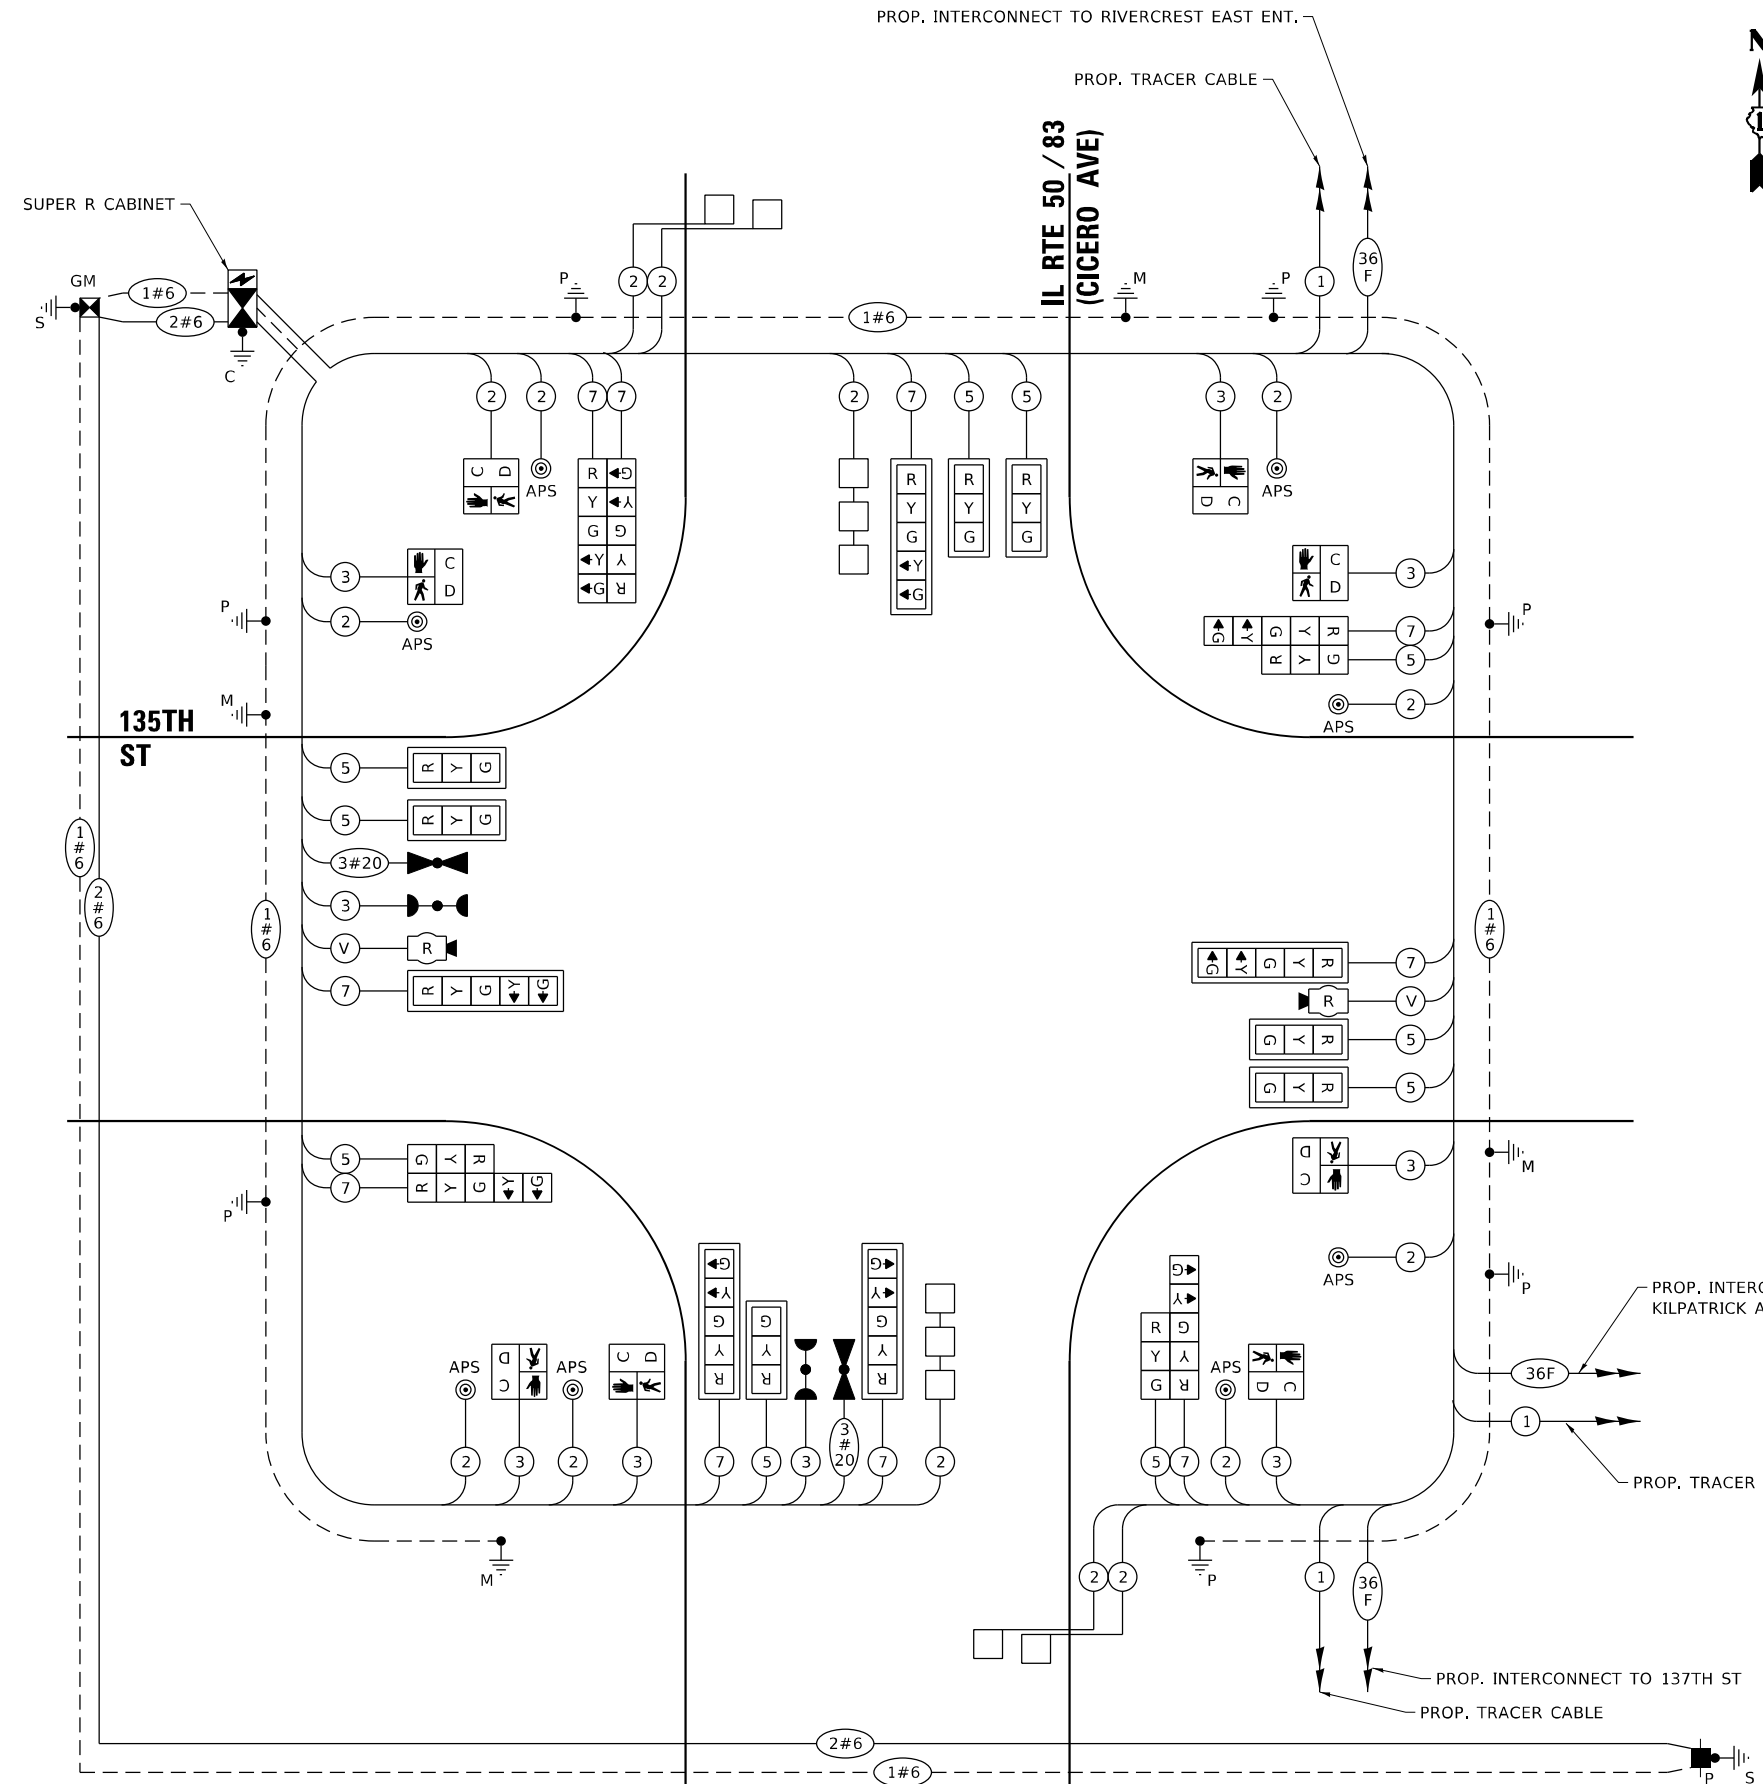 PROP. INTERCONNECT TO RIVERCREST EAST ENT.
N
PROP. TRACER CABLE
IL RTE 50 / 83
(CICERO AVE)
SUPER R CABINET
GM
S
1#6
2#6
C
P
2 2
1#6
M
P
1
36
F
2 2 7 7
2 7 5 5
3 2
C D
APS
R G
Y Y
G G
Y Y
G R
R
Y
G
Y
G
R
Y
G
R
Y
G
D C
APS
3
C
D
P
2
APS
M
135TH
ST
C
D
3
G Y G Y R
7
R Y G
5
P
APS
2
5
R Y G
5
R Y G
3#20
3
V
R
7
R Y G Y G
1
#
6
2
#
6
1
#
6
1
#
6
G Y G Y R
7
R
V
G Y R
5
G Y R
5
5
G Y R
7
R Y G Y G
P
D
C
3
M
APS
2
P
PROP. INTERC
KILPATRICK A
36F
1
PROP. TRACER
APS
D
C
APS
C D
G
Y
G
Y
R
G
Y
R
G
Y
G
Y
R
2 3 2 3 7 5 3
3
#
20
7 2
G
Y
R G
Y Y
G R
APS
D C
5 7 2 3
M
P
2 2
1
36
F
PROP. INTERCONNECT TO 137TH ST
PROP. TRACER CABLE
2#6
1#6
P
S